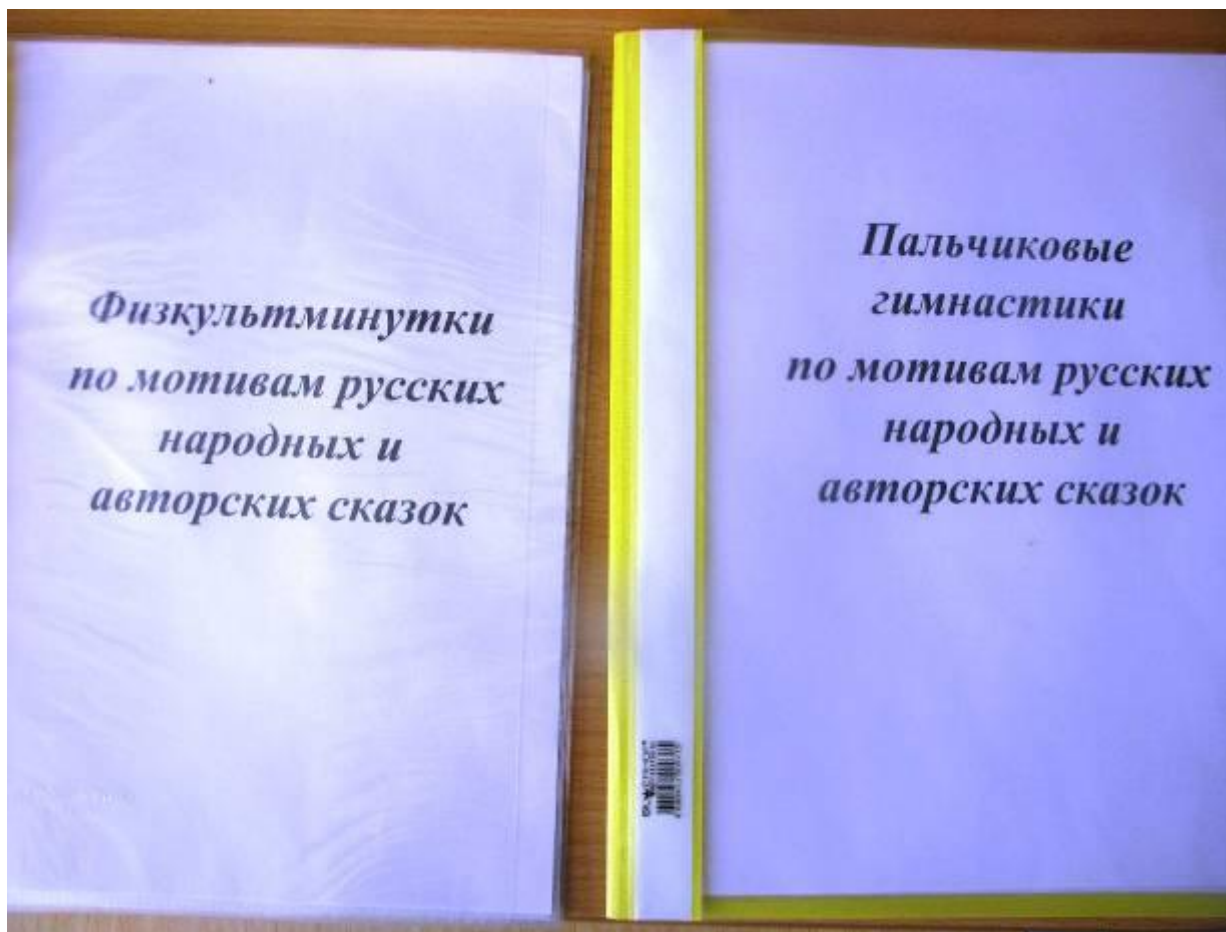 Физкультминутки
по мотивам русских
народных и
авторских сказок
Пальчиковые
гимнастики
по мотивам русских
народных и
авторских сказок